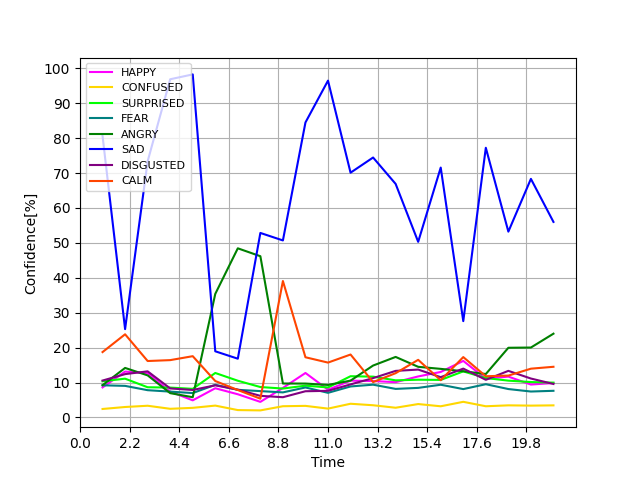 100
90
80
70
60
50
40
30
20
10
0
Confidence[%]
HAPPY
CONFUSED
SURPRISED
FEAR
ANGRY
SAD
DISGUSTED
CALM
0.0 2.2 4.4 6.6 8.8 11.0 13.2 15.4 17.6 19.8
Time